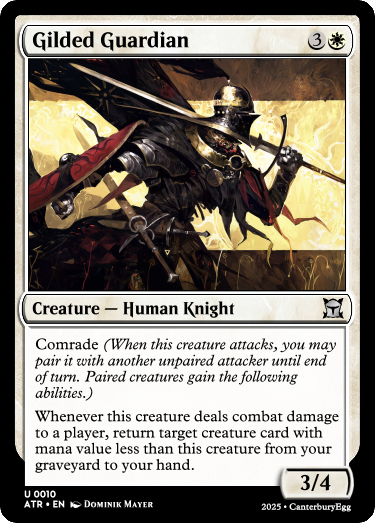 Gilded Guardian 3
Creature — Human Knight
Comrade (When this creature attacks, you may
pair it with another unpaired attacker until end
of turn. Paired creatures gain the following
abilities.)
Whenever this creature deals combat damage
to a player, return target creature card with
mana value less than this creature from your
graveyard to your hand.
3/4
U 0010
ATR • EN Dominik Mayer
2025 • CanterburyEgg